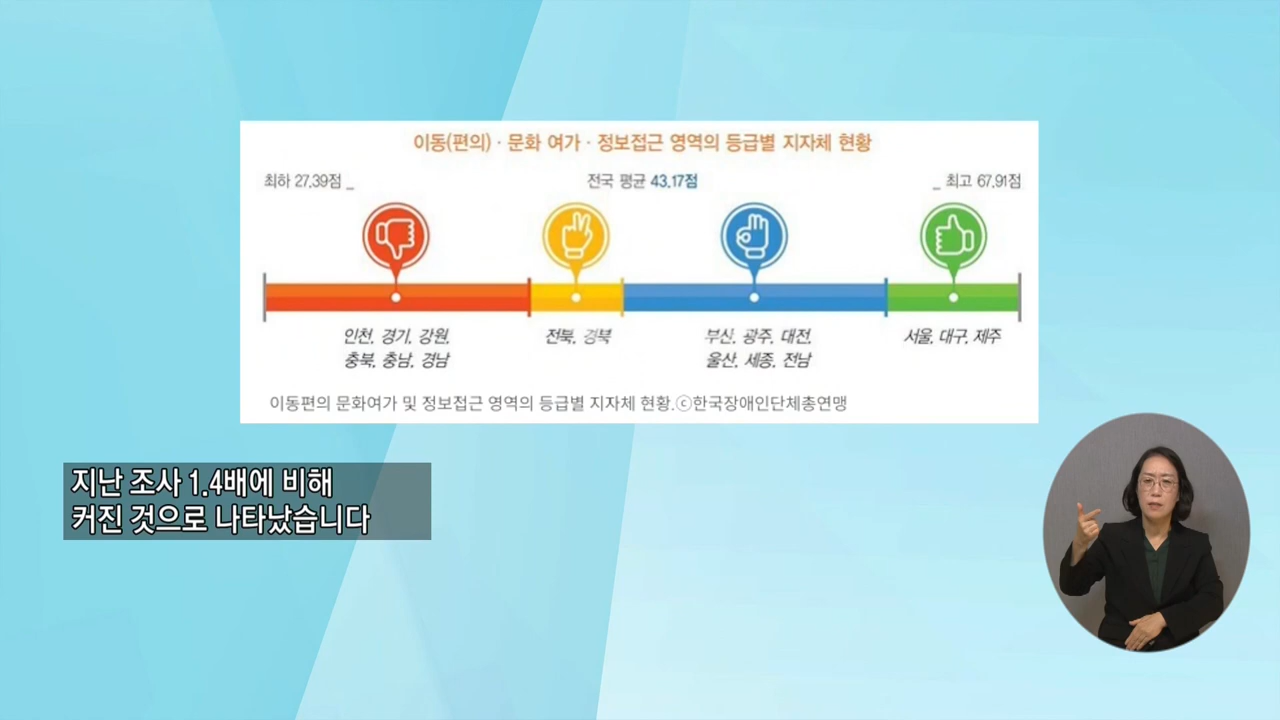 이동(편의) · 문화 여가 · 정보접근 영역의 등급별 지자체 현황
최하 27.39점 _
전국 평균 43.17점
_ 최고 67.91점
인천, 경기, 강원,
충북, 충남, 경남
전북, 경북
부산, 광주, 대전,
울산, 세종, 전남
서울, 대구, 제주
이동편의 문화여가 및 정보접근 영역의 등급별 지자체 현황.ⓒ한국장애인단체총연맹
지난 조사 1.4배에 비해
커진 것으로 나타났습니다